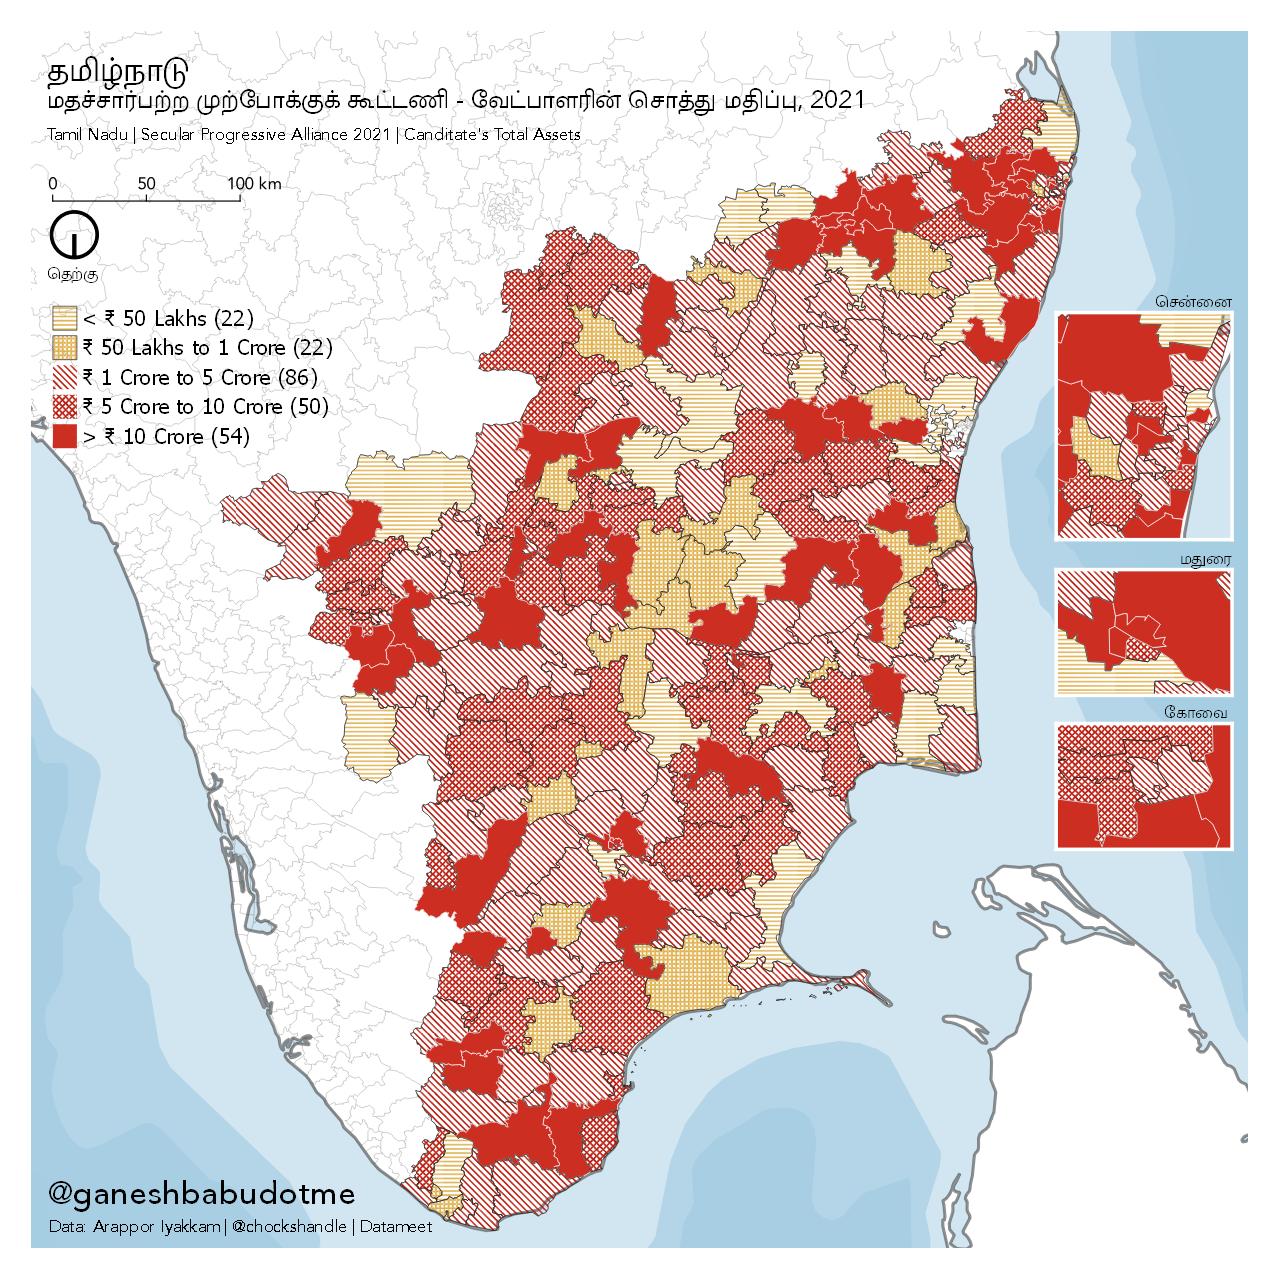 தமிழ்நாடு
மதச்சார்பற்ற முற்போக்குக் கூட்டணி - வேட்பாளரின் சொத்து மதிப்பு, 2021
Tamil Nadu | Secular Progressive Alliance 2021 | Canditate's Total Assets
0 50 100 km
தெற்கு
< ₹ 50 Lakhs (22)
₹ 50 Lakhs to 1 Crore (22)
₹ 1 Crore to 5 Crore (86)
₹ 5 Crore to 10 Crore (50)
> ₹ 10 Crore (54)
சென்னை
மதுரை
கோவை
@ganeshbabudotme
Data: Arappor Iyakkam | @chockshandle | Datameet